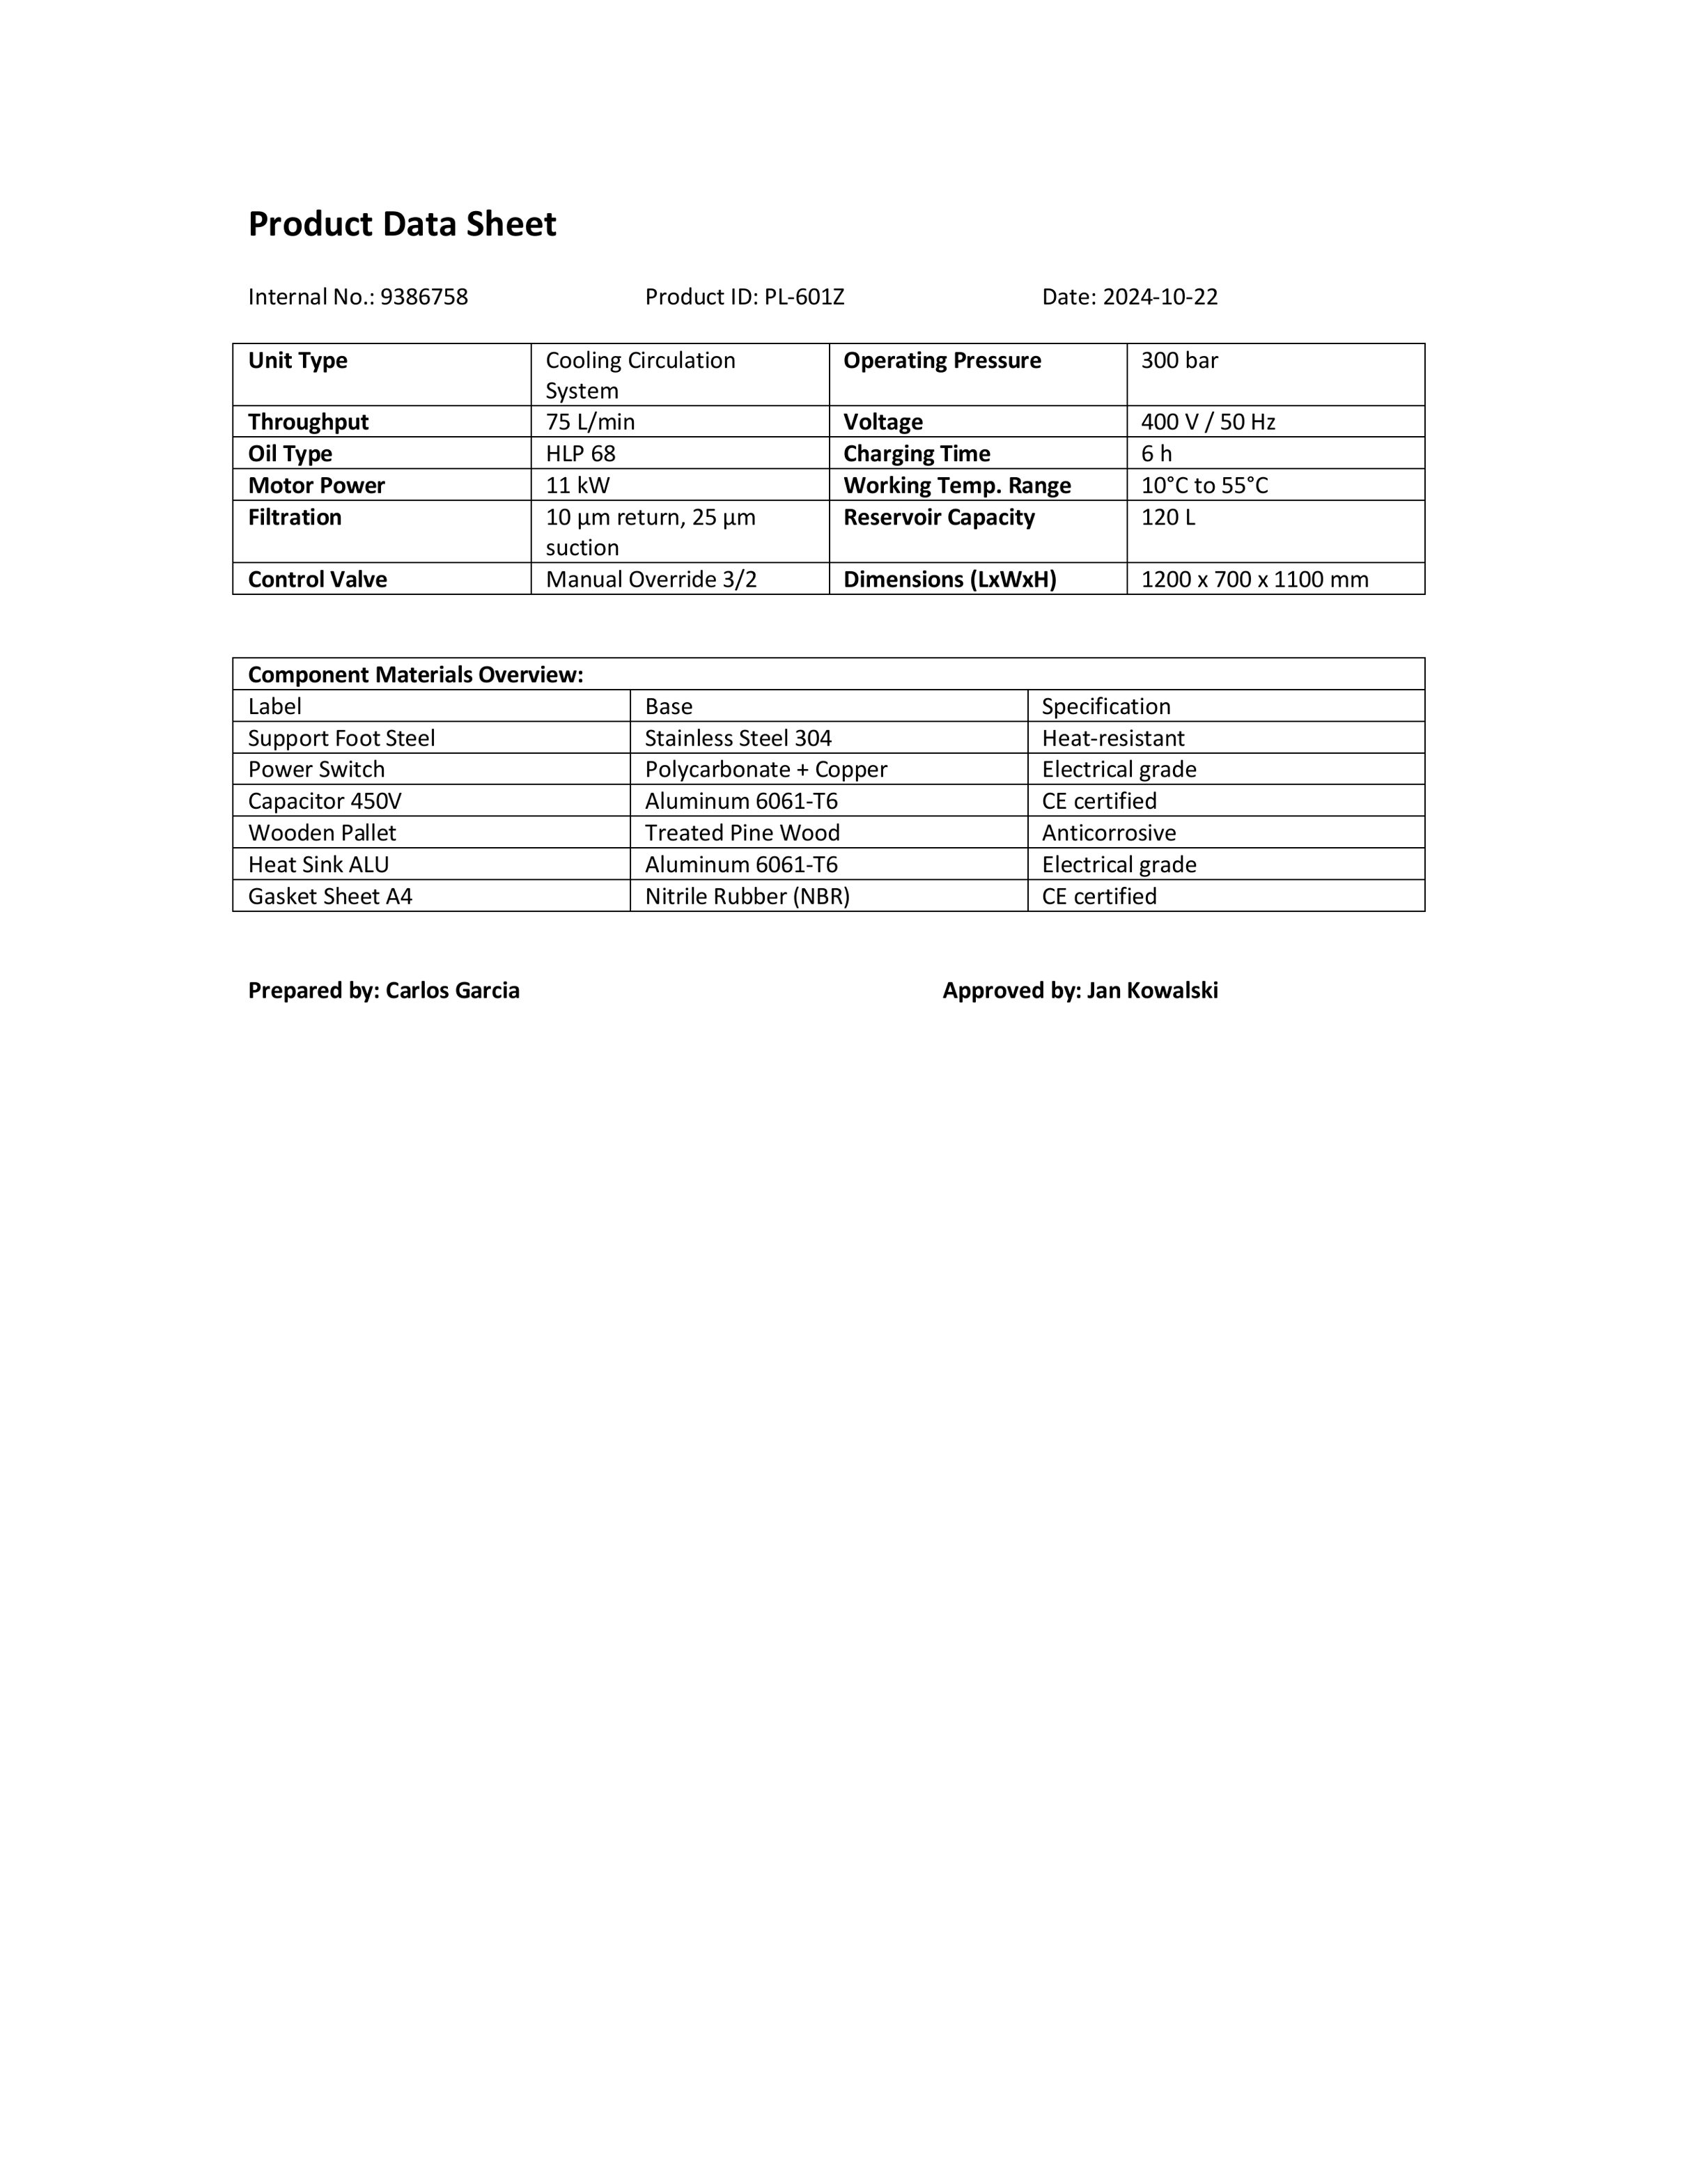 Product Data Sheet
Internal No.: 9386758 Product ID: PL-601Z Date: 2024-10-22
Unit Type Cooling Circulation System Operating Pressure 300 bar
Throughput 75 L/min Voltage 400 V / 50 Hz
Oil Type HLP 68 Charging Time 6 h
Motor Power 11 kW Working Temp. Range 10°C to 55°C
Filtration 10 µm return, 25 µm suction Reservoir Capacity 120 L
Control Valve Manual Override 3/2 Dimensions (LxWxH) 1200 x 700 x 1100 mm
Component Materials Overview:
Label Base Specification
Support Foot Steel Stainless Steel 304 Heat-resistant
Power Switch Polycarbonate + Copper Electrical grade
Capacitor 450V Aluminum 6061-T6 CE certified
Wooden Pallet Treated Pine Wood Anticorrosive
Heat Sink ALU Aluminum 6061-T6 Electrical grade
Gasket Sheet A4 Nitrile Rubber (NBR) CE certified
Prepared by: Carlos Garcia Approved by: Jan Kowalski